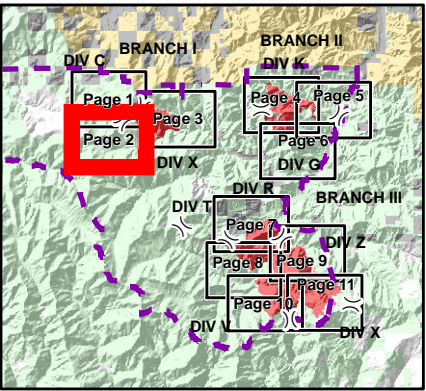 BRANCH I
BRANCH II
DIV C
DIV K
Page 1
Page 4
Page 5
Page 3
Page 2
Page 6
DIV X
DIV G
DIV R
BRANCH III
DIV T
Page 7
DIV Z
Page 8
Page 9
Page 11
Page 10
DIV V
DIV X